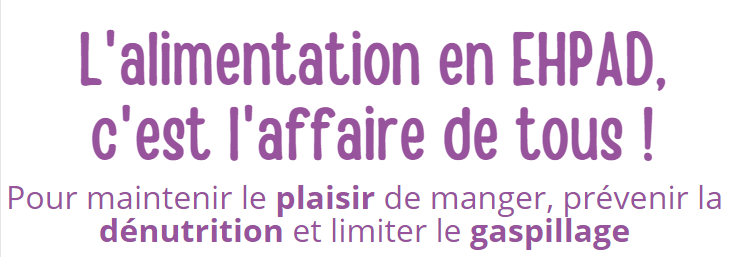 L'alimentation en EHPAD,
c'est l'affaire de tous !
Pour maintenir le plaisir de manger, prévenir la
dénutrition et limiter le gaspillage